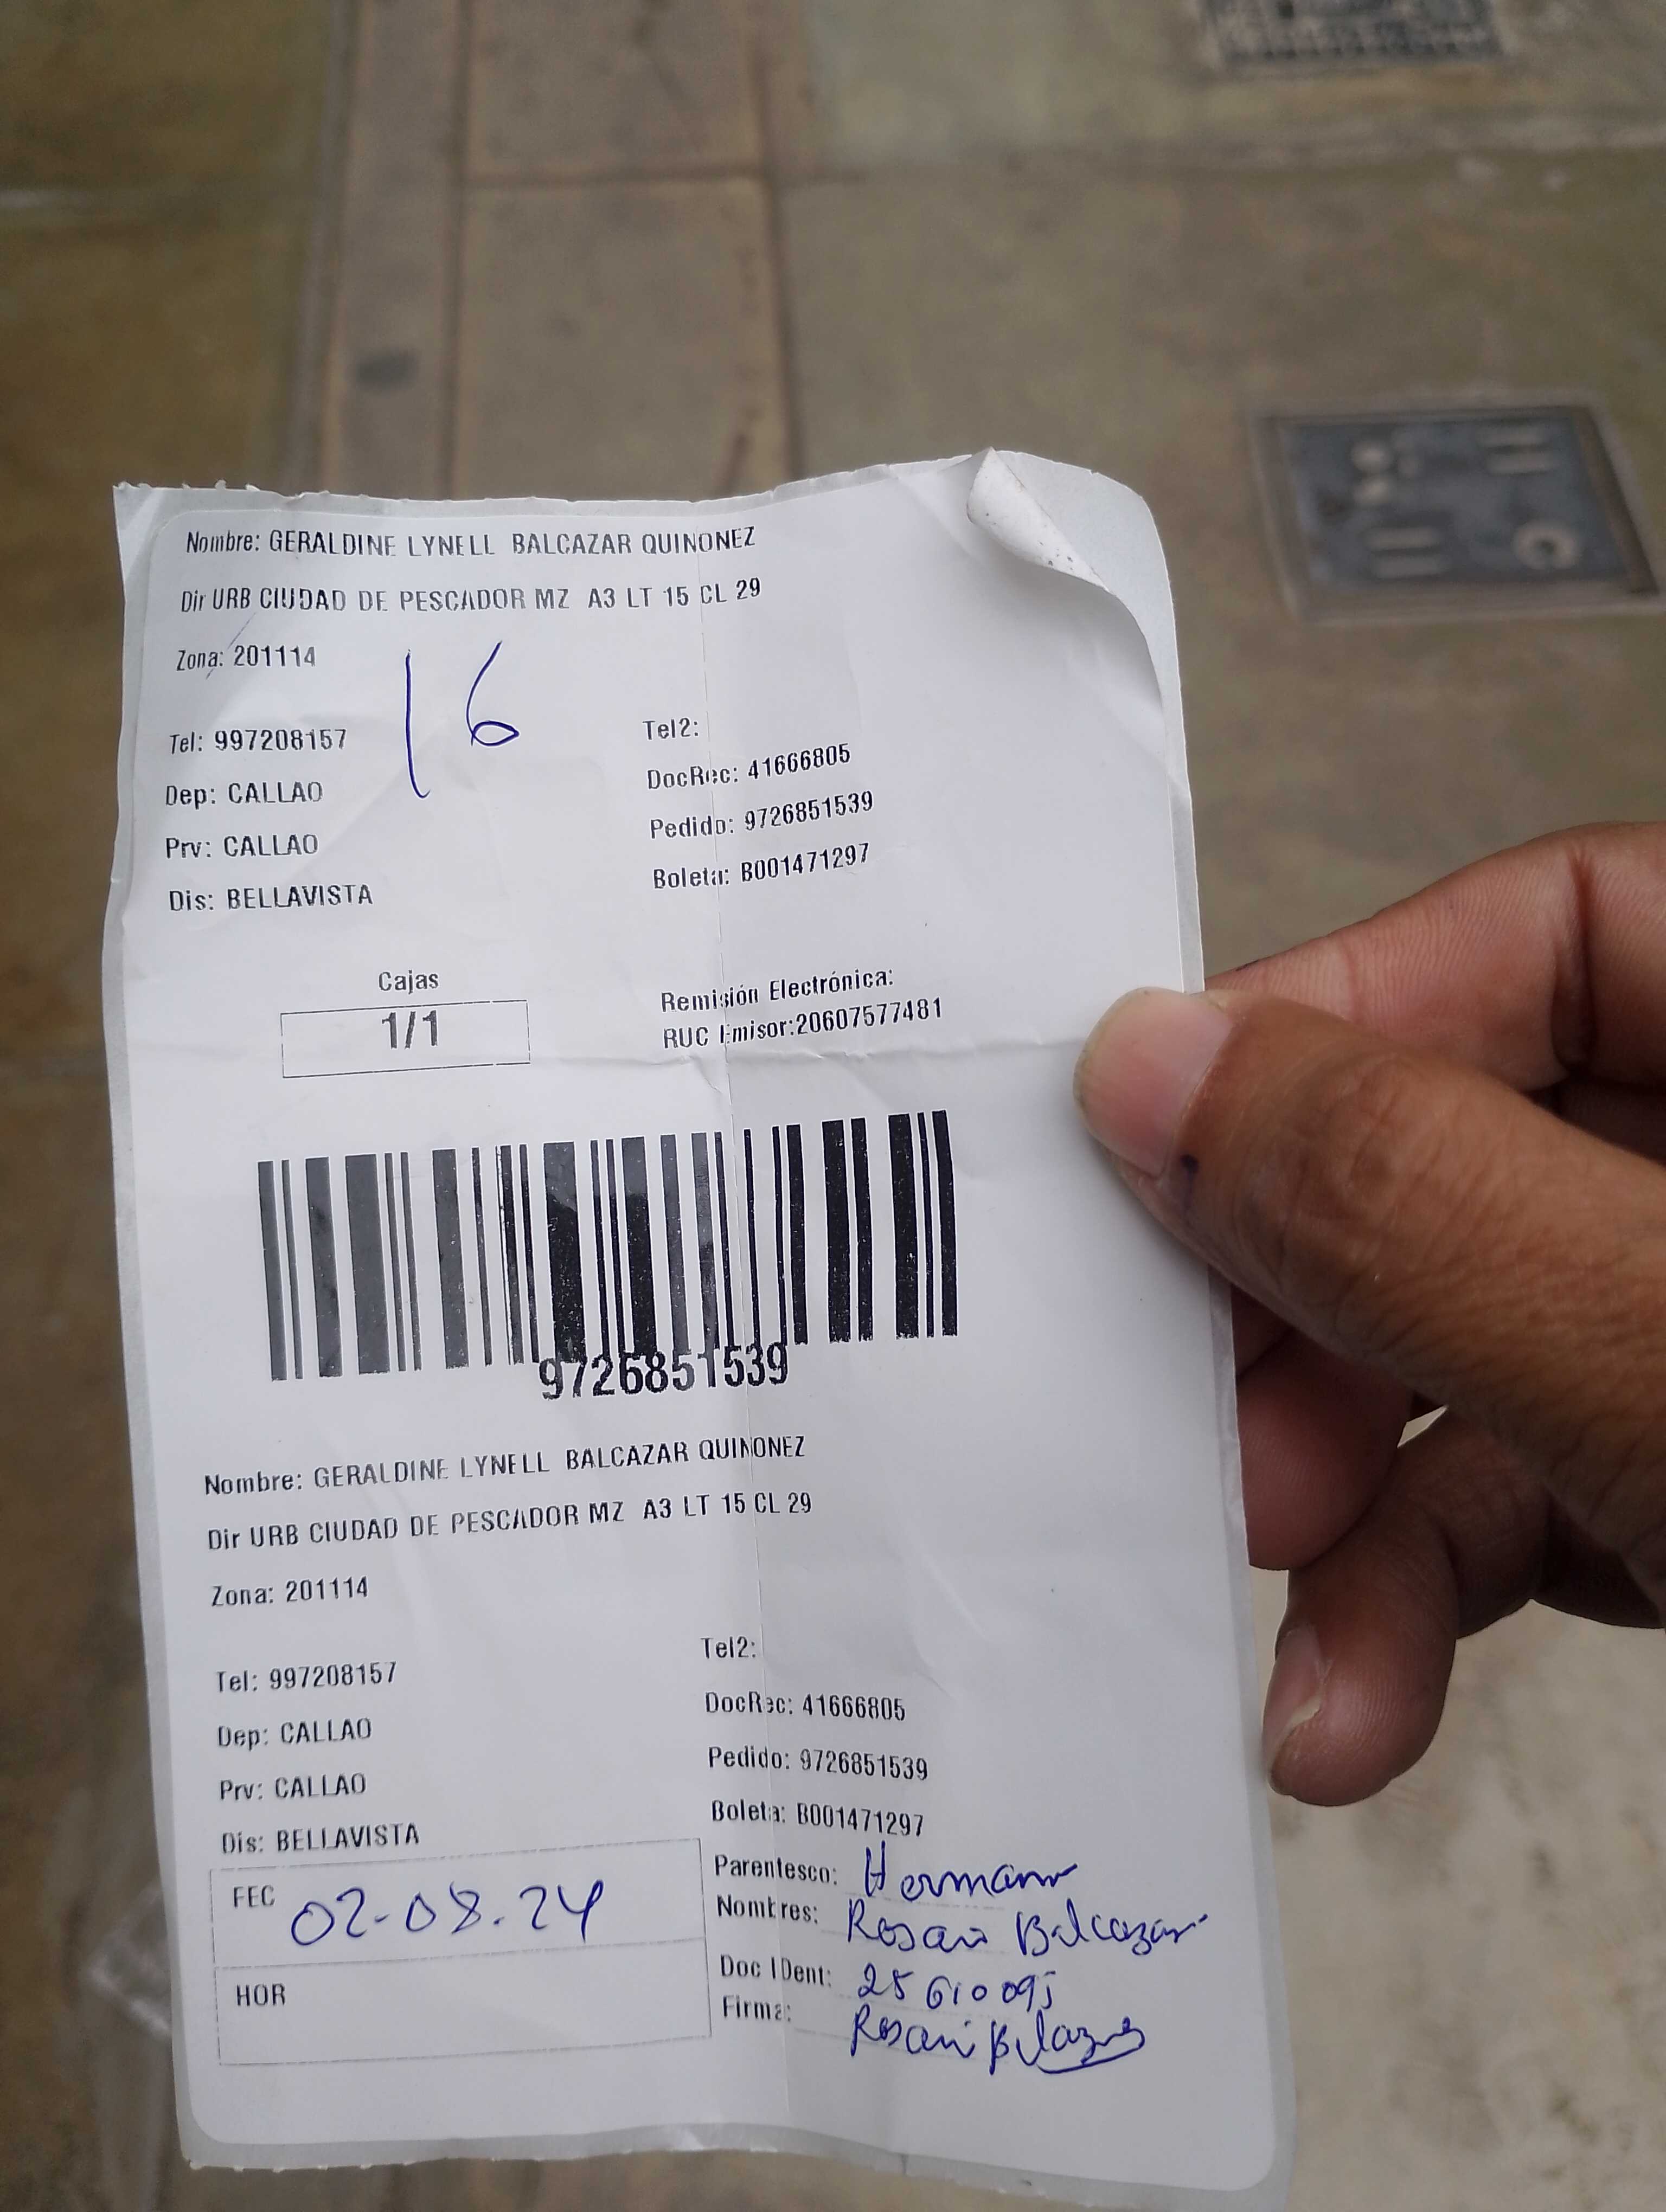 Nombre: GERALDINE LYNELL BALCAZAR QUINONEZ
Dir URB CIUDAD DE PESCADOR MZ A3 LT 15 CL 29
Zona: 201114
16
Tel: 997208157
Tel2:
Dep: CALLAO
DocRec: 41666805
Prv: CALLAO
Pedido: 9726851539
Dis: BELLAVISTA
Boleta: B001471297
Cajas
1/1
Remisión Electrónica:
RUC Emisor:20607577481
9726851539
Nombre: GERALDINE LYNELL BALCAZAR QUINONEZ
Dir URB CIUDAD DE PESCADOR MZ A3 LT 15 CL 29
Zona: 201114
Tel: 997208157
Tel2:
Dep: CALLAO
DocRec: 41666805
Prv: CALLAO
Pedido: 9726851539
Dis: BELLAVISTA
Boleta: B001471297
FEC 02-08.24
HOR
Parentesco: Hermana
Nombres: Rosario Balcazar
Doc IDent: 25610095
Firma: